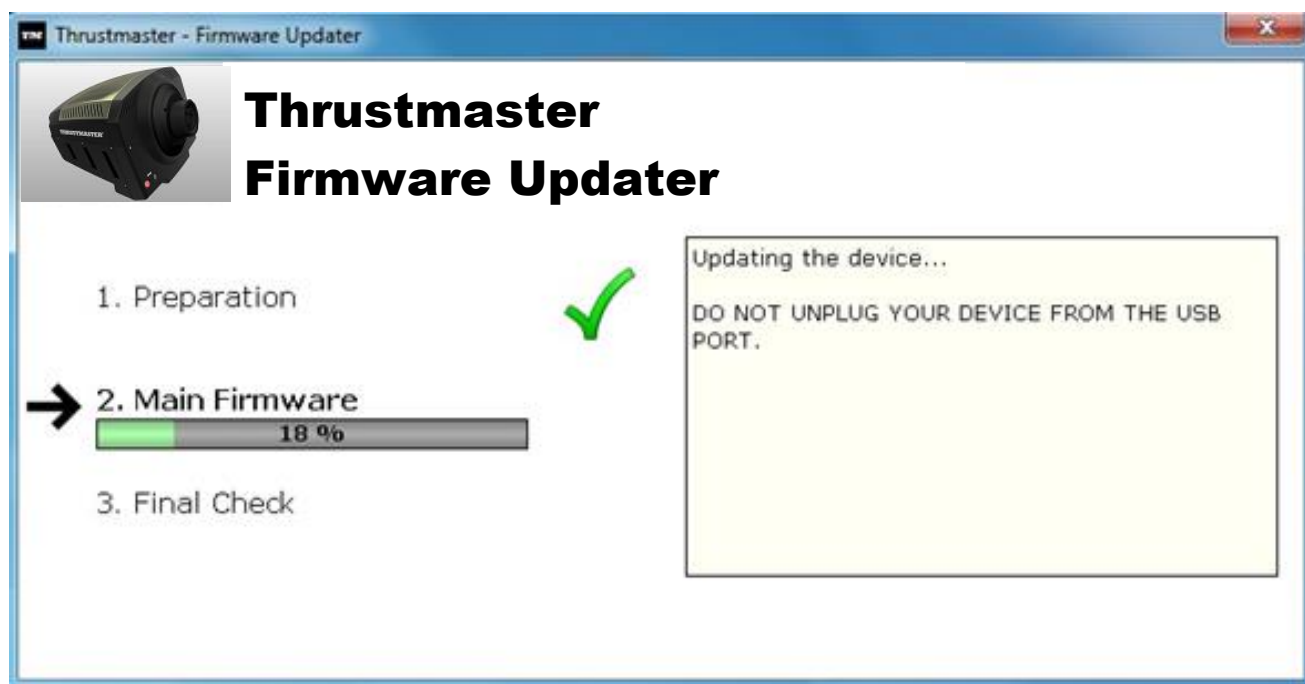 Thrustmaster - Firmware Updater
Thrustmaster
Firmware Updater
THRUSTMASTER
1. Preparation
2. Main Firmware
18 %
3. Final Check
Updating the device...
DO NOT UNPLUG YOUR DEVICE FROM THE USB
PORT.